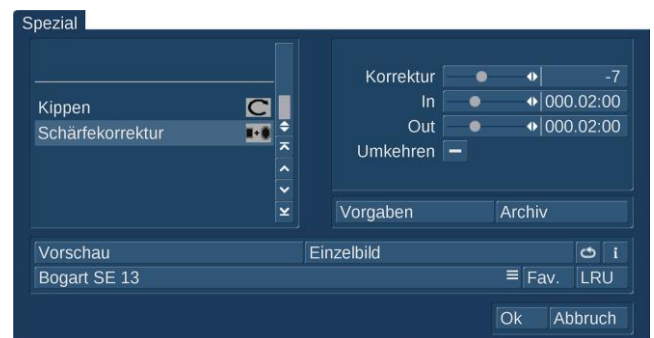 Spezial
Kippen
Schärfekorrektur
Korrektur -7
In 000.02:00
Out 000.02:00
Umkehren
Vorgaben Archiv
Vorschau Einzelbild i
Bogart SE 13 Fav. LRU
Ok Abbruch